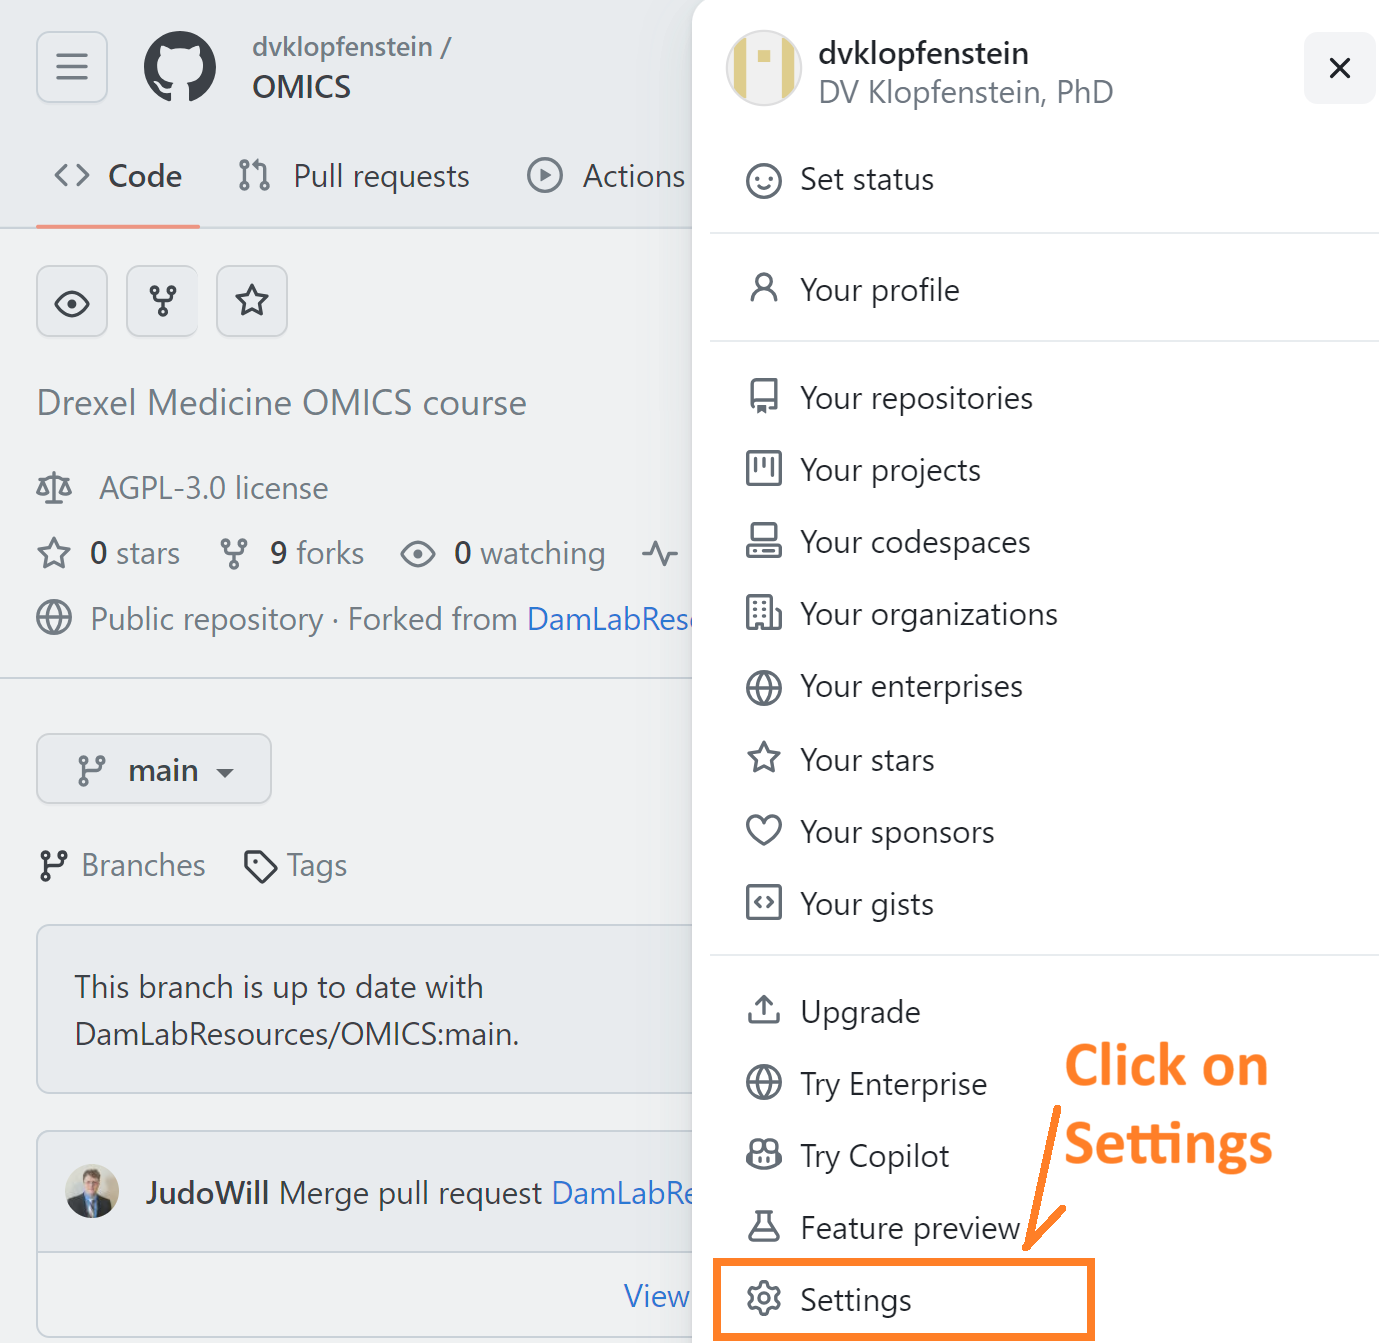 dvklopfenstein /
OMICS
Code
Pull requests
Actions
Drexel Medicine OMICS course
AGPL-3.0 license
0 stars
9 forks
0 watching
Public repository · Forked from DamLabRes
main
Branches
Tags
This branch is up to date with
DamLabResources/OMICS:main.
JudoWill Merge pull request DamLabRe
View
dvklopfenstein
DV Klopfenstein, PhD
Set status
Your profile
Your repositories
Your projects
Your codespaces
Your organizations
Your enterprises
Your stars
Your sponsors
Your gists
Upgrade
Try Enterprise
Try Copilot
Feature preview
Settings
Click on
Settings